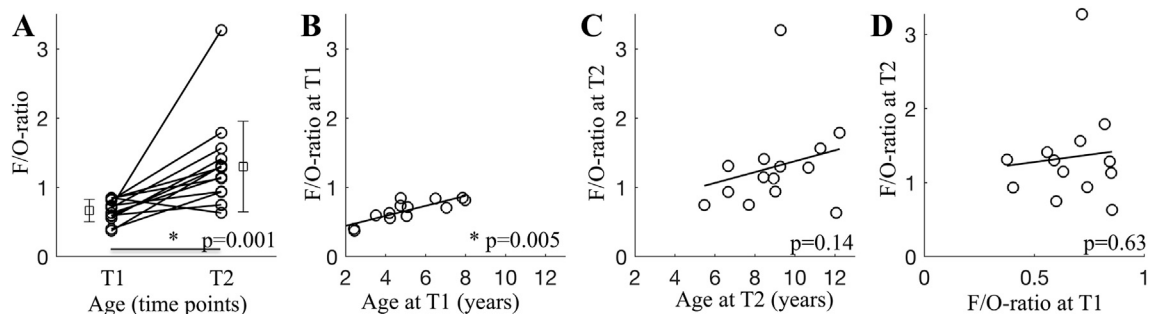 A
F/O-ratio
3
2
1
0
* p=0.001
T1 T2
Age (time points)
B
F/O-ratio at T1
3
2
1
0
* p=0.005
2 4 6 8 10 12
Age at T1 (years)
C
F/O-ratio at T2
3
2
1
0
p=0.14
2 4 6 8 10 12
Age at T2 (years)
D
F/O-ratio at T2
3
2
1
0
p=0.63
0 0.5 1
F/O-ratio at T1